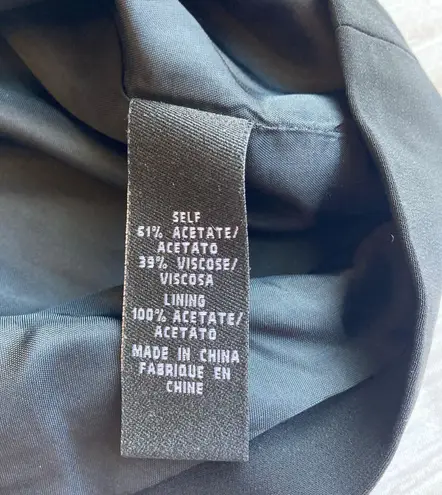 SELF
61% ACETATE/
ACETATO
39% VISCOSE/
VISCOSA
LINING
100% ACETATE/
ACETATO
MADE IN CHINA
FABRIQUE EN
CHINE